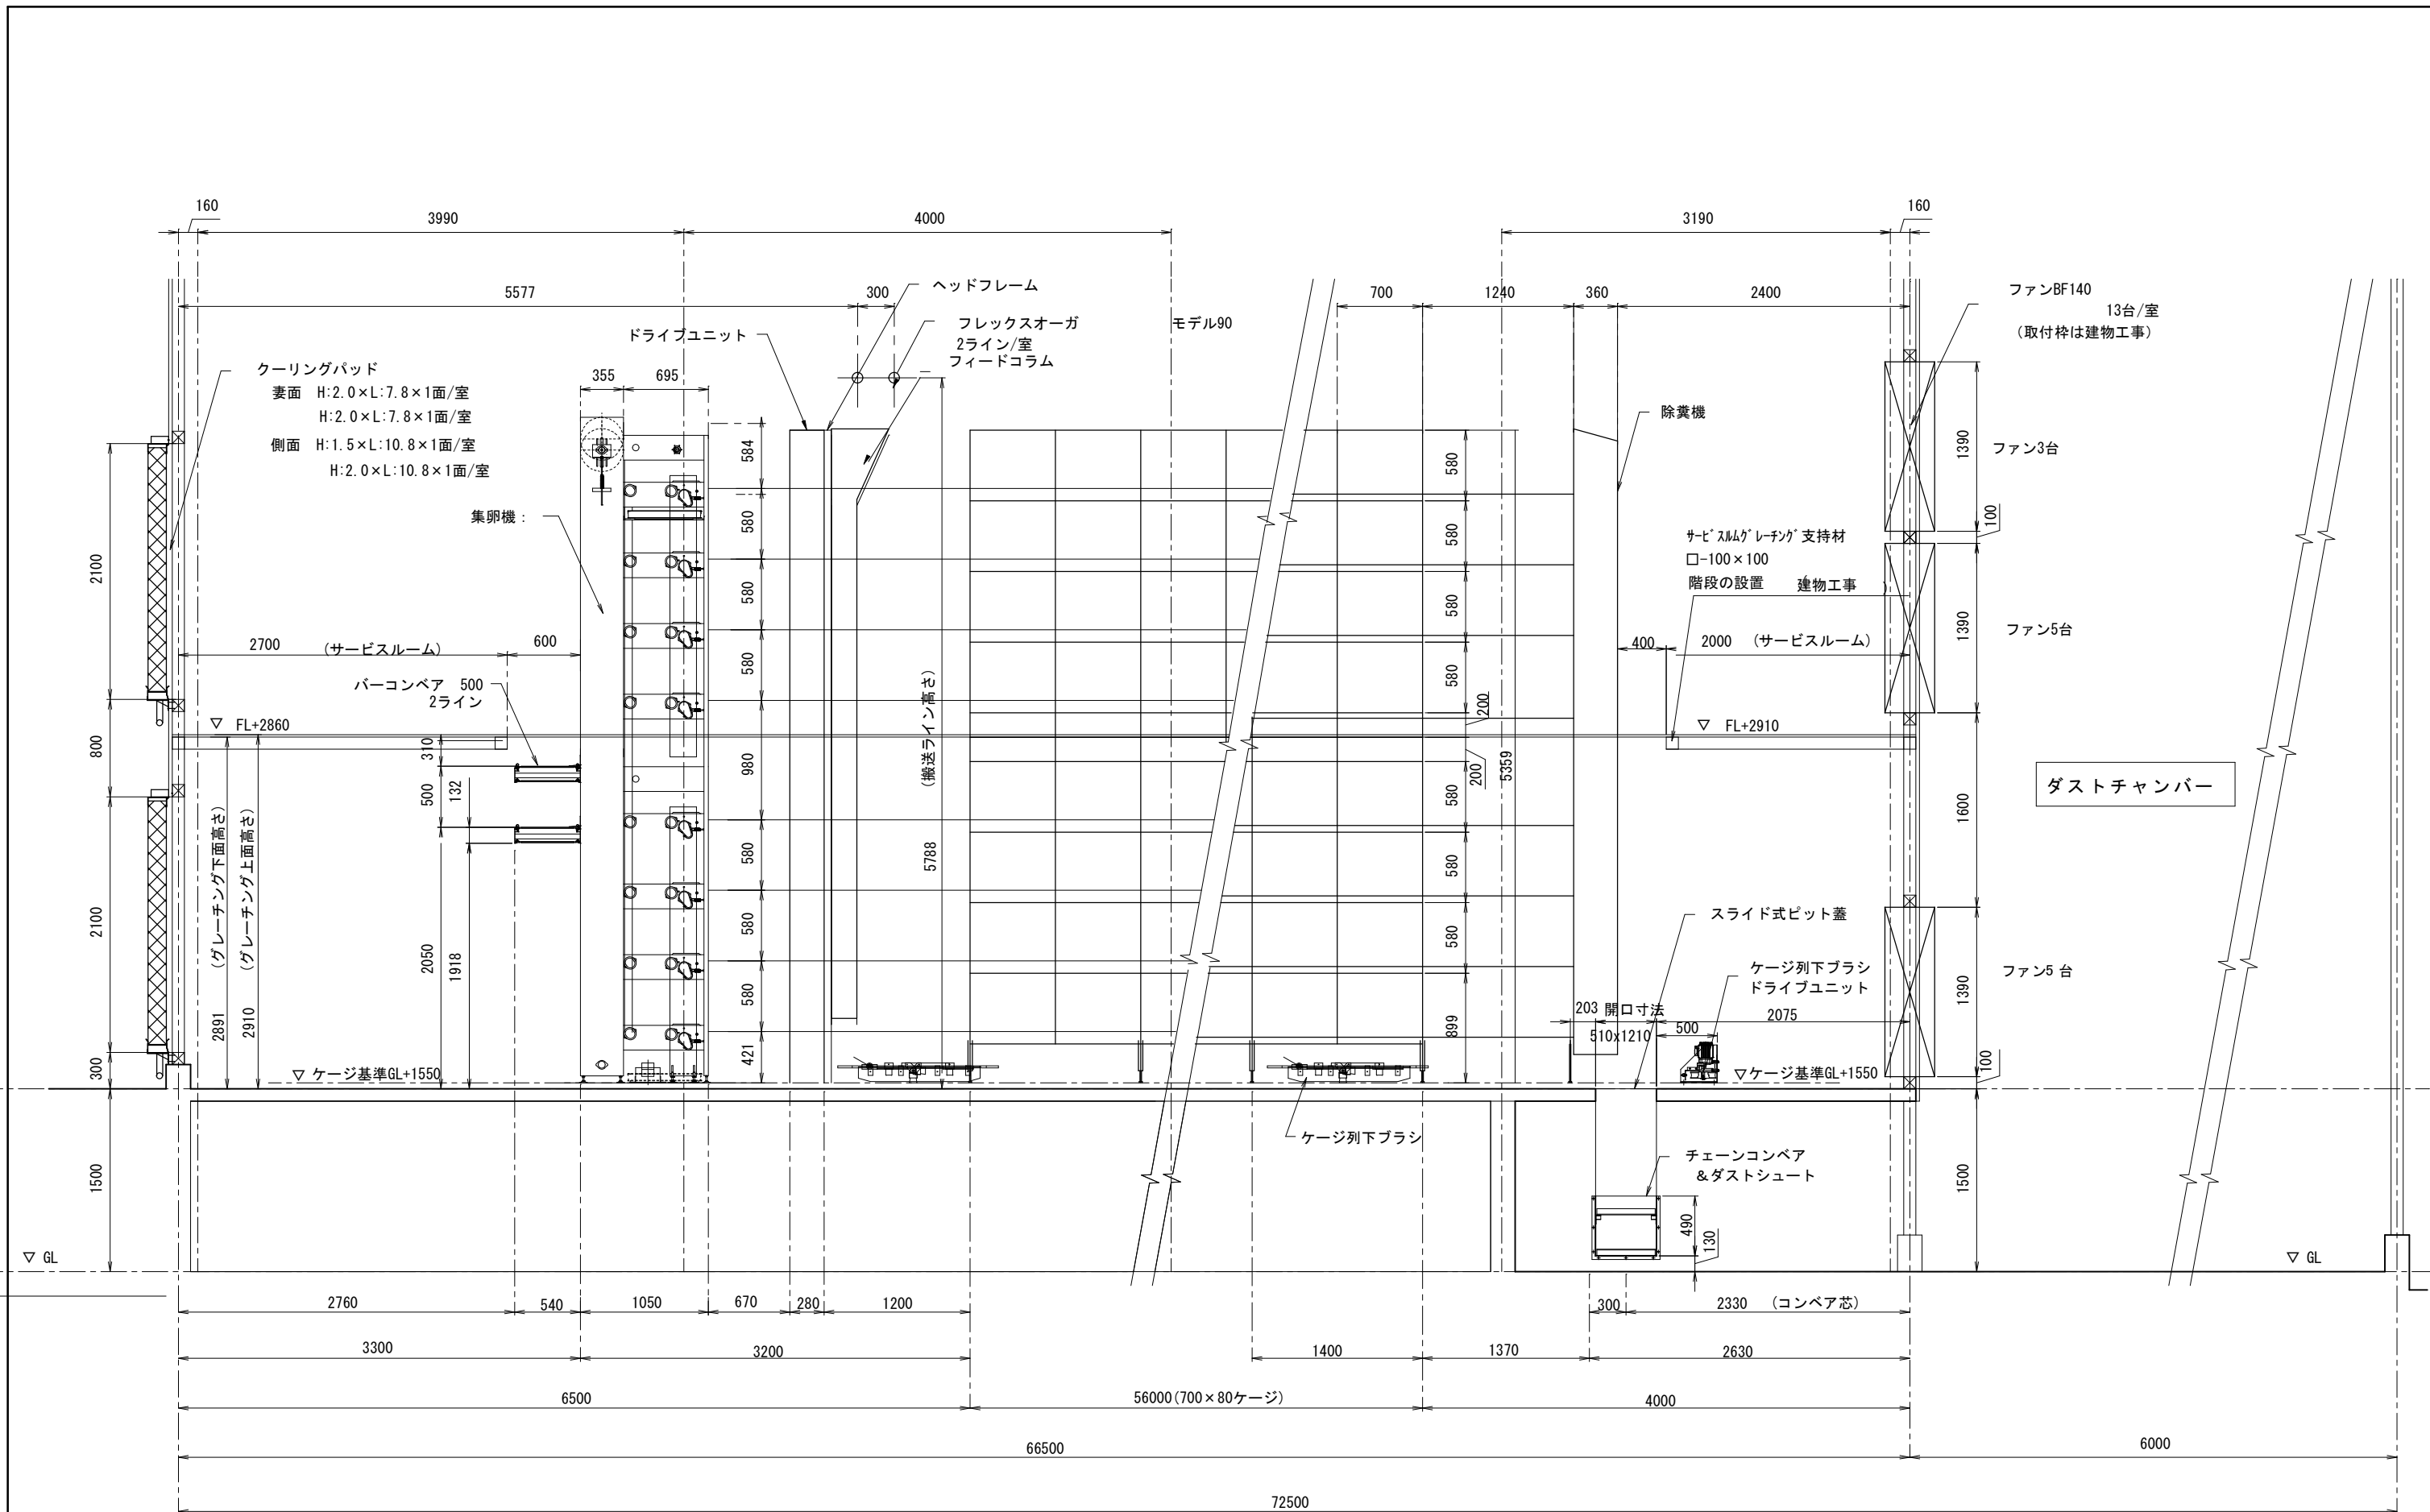 160
3990
4000
3190
160
5577
300
ヘッドフレーム
700
1240
360
2400
ファンBF140
13台/室
(取付枠は建物工事)
ドライブユニット
フレックスオーガ
2ライン/室
フィードコラム
モデル90
クーリングパッド
妻面 H:2.0×L:7.8×1面/室
H:2.0×L:7.8×1面/室
側面 H:1.5×L:10.8×1面/室
H:2.0×L:10.8×1面/室
355
695
除糞機
584
580
1390
ファン3台
集卵機:
580
580
100
サービスルムグレーチング支持材
□-100×100
階段の設置 建物工事
2100
580
580
1390
ファン5台
2700 (サービスルーム)
600
580
580
400
2000 (サービスルーム)
バーコンベア 500
2ライン
200
▽ FL+2860
▽ FL+2910
800
310
980
(搬送ライン高さ)
200
5359
ダストチャンバー
500
132
580
1600
(グレーチング下面高さ)
(グレーチング上面高さ)
580
5788
580
2100
580
580
スライド式ピット蓋
2050
1918
ケージ列下ブラシ
ドライブユニット
ファン5 台
1390
2891
2910
580
899
203 開口寸法
510x1210
500
2075
300
421
100
▽ ケージ基準GL+1550
▽ケージ基準GL+1550
ケージ列下ブラシ
1500
チェーンコンベア
&ダストシュート
1500
490
130
▽ GL
▽ GL
2760
540
1050
670
280
1200
300
2330 (コンベア芯)
3300
3200
1400
1370
2630
6500
56000(700×80ケージ)
4000
66500
6000
72500